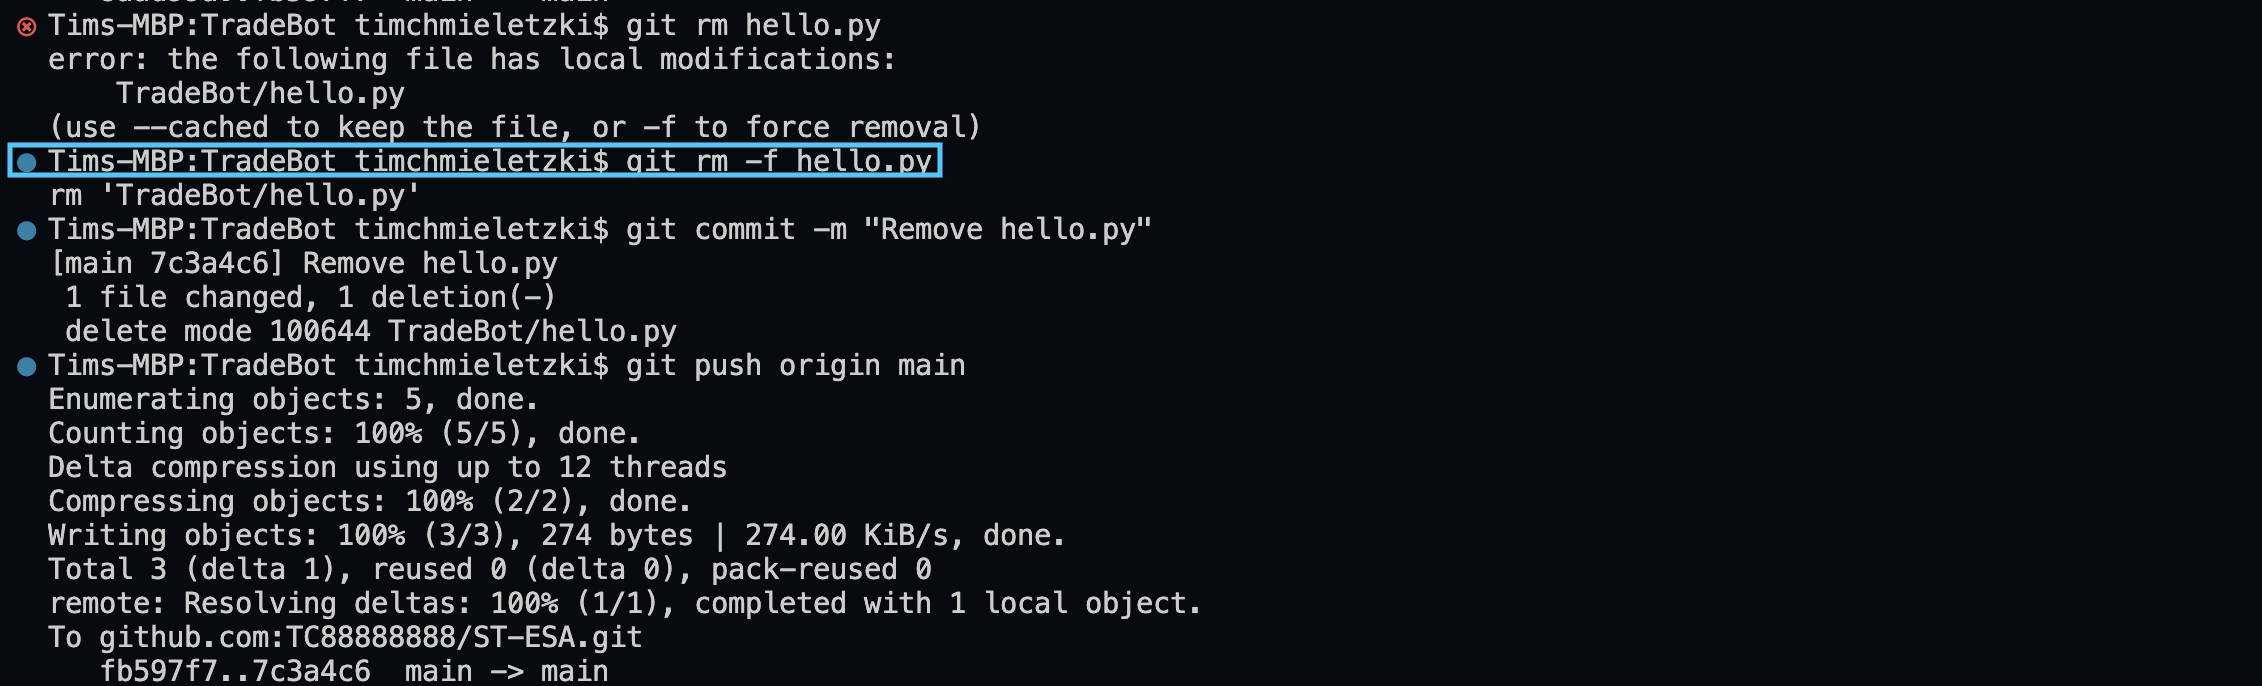 Tims-MBP:TradeBot timchmieletzki$ git rm hello.py
error: the following file has local modifications:
    TradeBot/hello.py
(use --cached to keep the file, or -f to force removal)
Tims-MBP:TradeBot timchmieletzki$ git rm -f hello.py
rm 'TradeBot/hello.py'
Tims-MBP:TradeBot timchmieletzki$ git commit -m "Remove hello.py"
[main 7c3a4c6] Remove hello.py
 1 file changed, 1 deletion(-)
 delete mode 100644 TradeBot/hello.py
Tims-MBP:TradeBot timchmieletzki$ git push origin main
Enumerating objects: 5, done.
Counting objects: 100% (5/5), done.
Delta compression using up to 12 threads
Compressing objects: 100% (2/2), done.
Writing objects: 100% (3/3), 274 bytes | 274.00 KiB/s, done.
Total 3 (delta 1), reused 0 (delta 0), pack-reused 0
remote: Resolving deltas: 100% (1/1), completed with 1 local object.
To github.com:TC88888888/ST-ESA.git
   fb597f7..7c3a4c6  main -> main